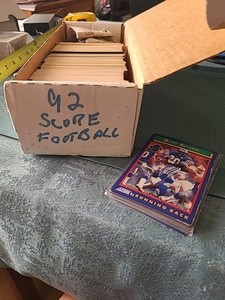 92
SCORE
FOOTBALL
RUNNING BACK